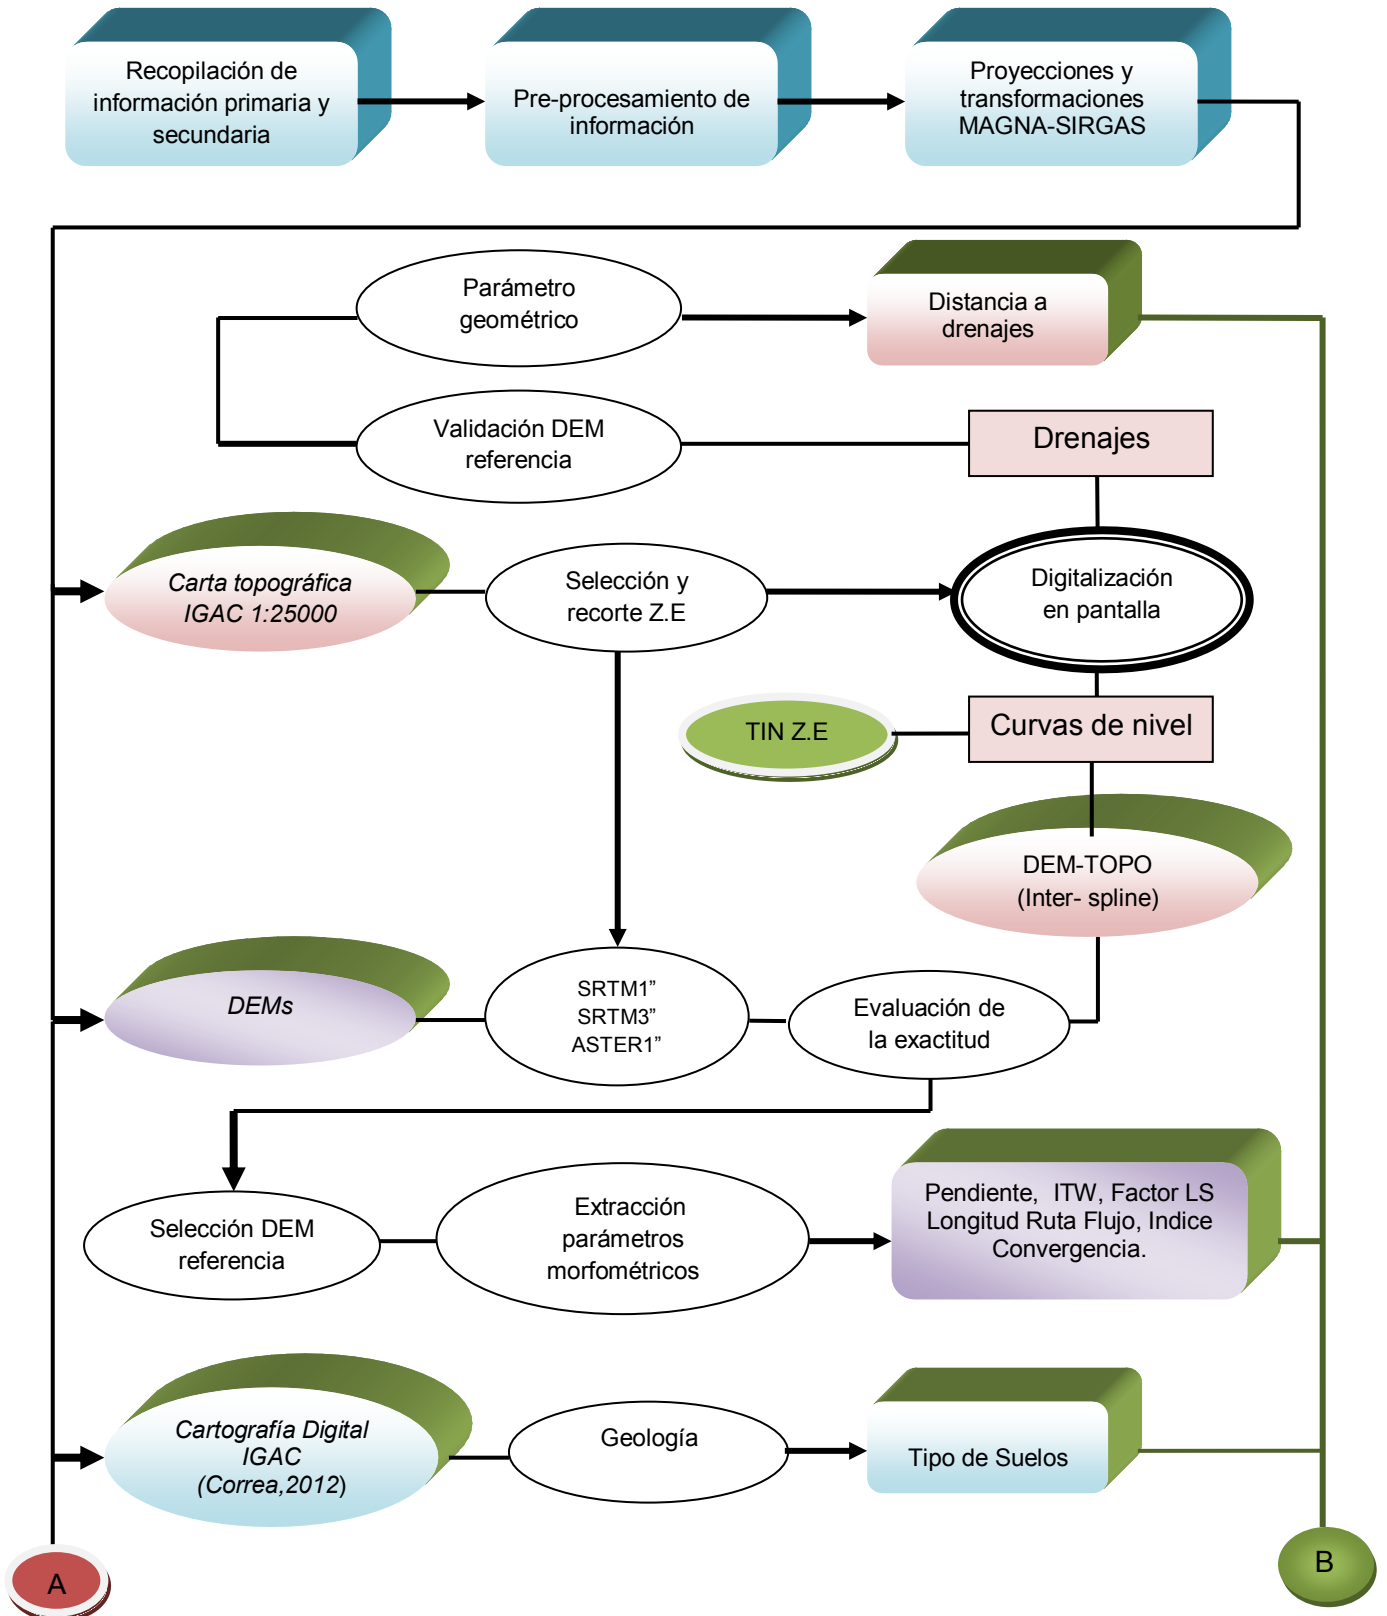 Recopilación de
información primaria y
secundaria
Pre-procesamiento de
información
Proyecciones y
transformaciones
MAGNA-SIRGAS
Parámetro
geométrico
Distancia a
drenajes
Validación DEM
referencia
Drenajes
Carta topográfica
IGAC 1:25000
Selección y
recorte Z.E
Digitalización
en pantalla
TIN Z.E
Curvas de nivel
DEM-TOPO
(Inter- spline)
DEMs
SRTM1”
SRTM3”
ASTER1”
Evaluación de
la exactitud
Selección DEM
referencia
Extracción
parámetros
morfométricos
Pendiente, ITW, Factor LS
Longitud Ruta Flujo, Indice
Convergencia.
Cartografía Digital
IGAC
(Correa,2012)
Geología
Tipo de Suelos
A
B